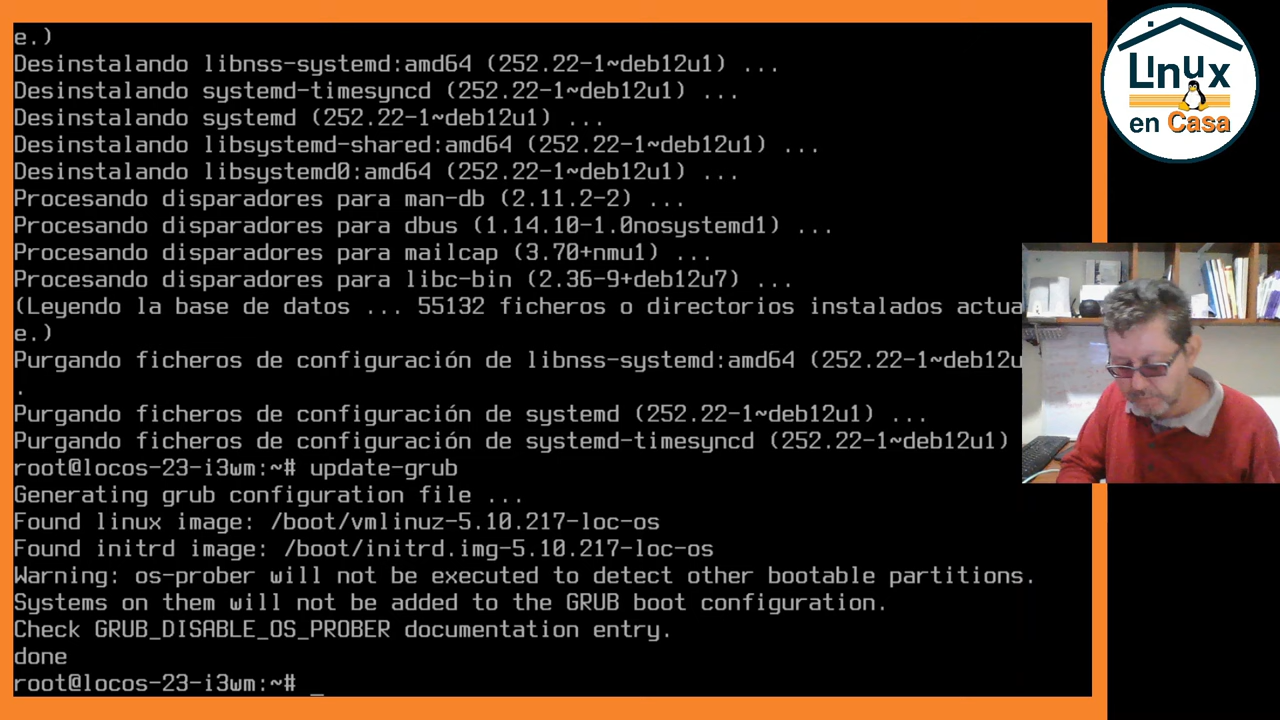 e.)
Desinstalando libnss-systemd:amd64 (252.22-1~deb12u1) ...
Desinstalando systemd-timesyncd (252.22-1~deb12u1) ...
Desinstalando systemd (252.22-1~deb12u1) ...
Desinstalando libsystemd-shared:amd64 (252.22-1~deb12u1) ...
Desinstalando libsystemd0:amd64 (252.22-1~deb12u1) ...
Procesando disparadores para man-db (2.11.2-2) ...
Procesando disparadores para dbus (1.14.10-1.0nosystemd1) ...
Procesando disparadores para mailcap (3.70+nmu1) ...
Procesando disparadores para libc-bin (2.36-9+deb12u7) ...
(Leyendo la base de datos ... 55132 ficheros o directorios instalados actua
e.)
Purgando ficheros de configuración de libnss-systemd:amd64 (252.22-1~deb12u
.
Purgando ficheros de configuración de systemd (252.22-1~deb12u1) ...
Purgando ficheros de configuración de systemd-timesyncd (252.22-1~deb12u1)
root@locos-23-i3wm:~# update-grub
Generating grub configuration file ...
Found linux image: /boot/vmlinuz-5.10.217-loc-os
Found initrd image: /boot/initrd.img-5.10.217-loc-os
Warning: os-prober will not be executed to detect other bootable partitions.
Systems on them will not be added to the GRUB boot configuration.
Check GRUB_DISABLE_OS_PROBER documentation entry.
done
root@locos-23-i3wm:~# _
Linux
en Casa